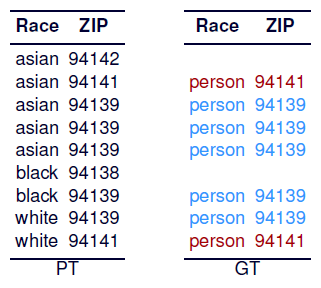 Race ZIP Race ZIP
asian 94142
asian 94141 person 94141
asian 94139 person 94139
asian 94139 person 94139
asian 94139 person 94139
black 94138
black 94139 person 94139
white 94139 person 94139
white 94141 person 94141
PT GT